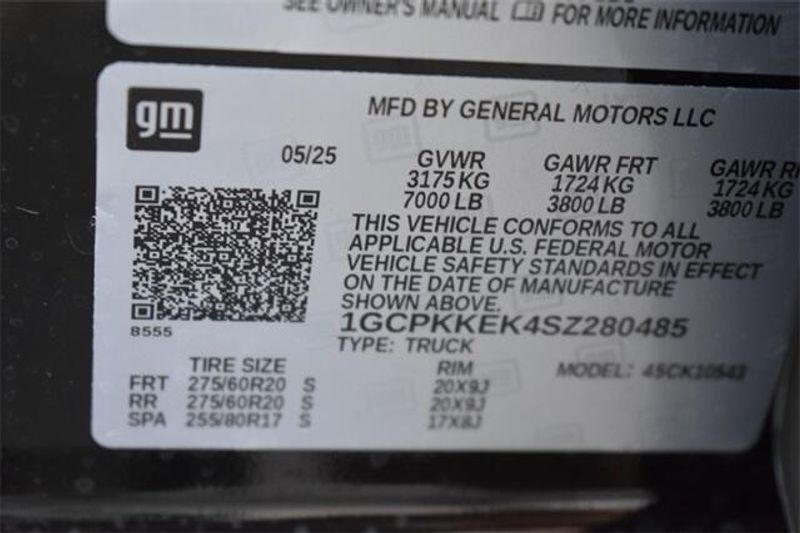 SEE OWNER'S MANUAL FOR MORE INFORMATION
gm
MFD BY GENERAL MOTORS LLC
05/25
GVWR GAWR FRT GAWR
3175 KG 1724 KG 1724 KG
7000 LB 3800 LB 3800 LB
THIS VEHICLE CONFORMS TO ALL
APPLICABLE U.S. FEDERAL MOTOR
VEHICLE SAFETY STANDARDS IN EFFECT
ON THE DATE OF MANUFACTURE
SHOWN ABOVE.
8555
1GCPKKEK4SZ280485
TYPE: TRUCK
TIRE SIZE RIM MODEL: 4SCK10543
FRT 275/60R20 S 20X9J
RR 275/60R20 S 20X9J
SPA 255/80R17 S 17X8J